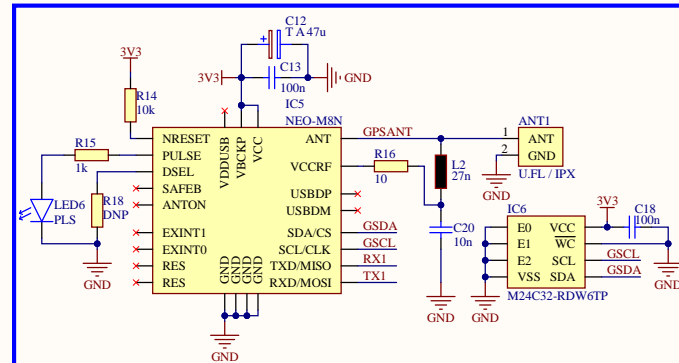 C12
T A 47u
3V3
3V3
C13
GND
100n
R14
10k
IC5
NEO-M8N
NRESET
PULSE
DSEL
SAFEB
ANTON
EXINT1
EXINT0
RES
RES
VDDUSB
VBCKP
VCC
ANT
VCCRF
USBDP
USBDM
SDA/CS
SCL/CLK
TXD/MISO
RXD/MOSI
GND
GND
GND
GND
GND
R15
1k
LED6
PLS
R18
DNP
GND
GPSANT
R16
10
L2
27n
C20
10n
GND
GSDA
GSCL
RX1
TX1
ANT1
1
ANT
2
GND
U.FL / IPX
GND
IC6
3V3
C18
100n
E0
VCC
E1
WC
E2
SCL
GSCL
VSS
SDA
GSDA
M24C32-RDW6TP
GND
GND